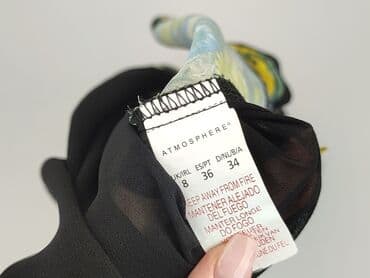 ATMOSPHERE®
UK/IRL ES/PT D/NL/B/A
8 36 34
KEEP AWAY FROM FIRE
MANTENER ALEJADO
DEL FUEGO
MANTER LONGE
DO FOGO